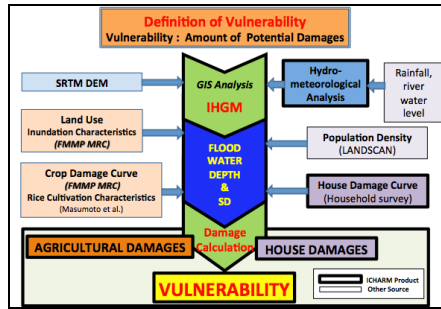 Definition of Vulnerability
Vulnerability : Amount of Potential Damages
SRTM DEM
GIS Analysis
IHGM
Hydro-
meteorological
Analysis
Rainfall,
river
water
level
Land Use
Inundation Characteristics
(FMMP MRC)
FLOOD
WATER
DEPTH
&
SD
Population Density
(LANDSCAN)
Crop Damage Curve
(FMMP MRC)
Rice Cultivation Characteristics
(Masumoto et al.)
House Damage Curve
(Household survey)
Damage
Calculation
AGRICULTURAL DAMAGES
HOUSE DAMAGES
VULNERABILITY
ICHARM Product
Other Source